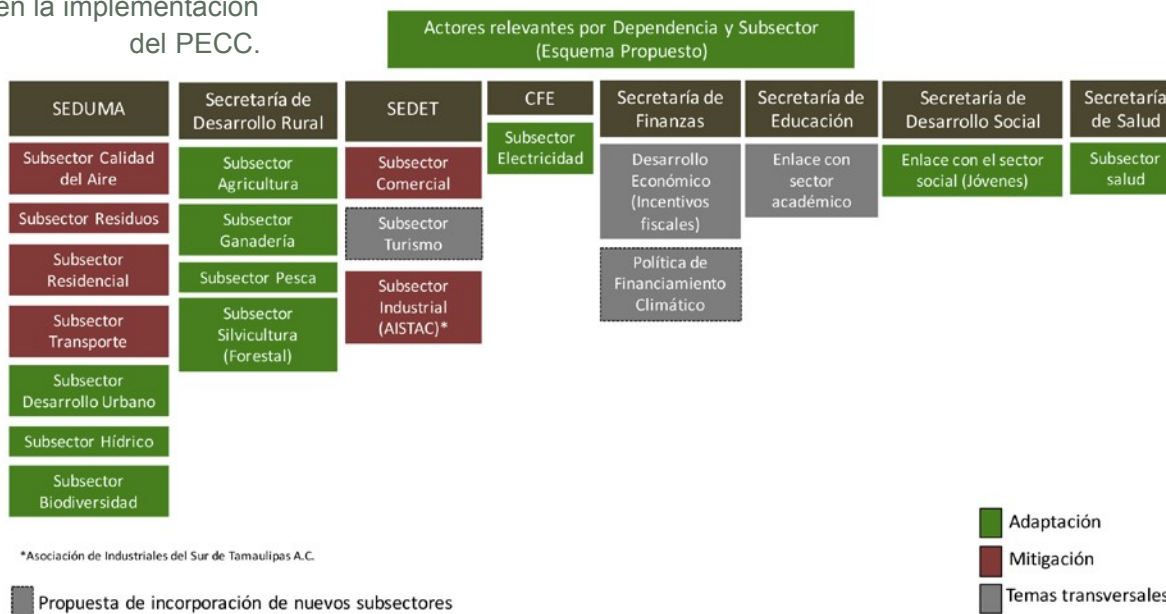 en la implementación
del PECC.
Actores relevantes por Dependencia y Subsector
(Esquema Propuesto)
SEDUMA
Subsector Calidad
del Aire
Subsector Residuos
Subsector
Residencial
Subsector
Transporte
Subsector
Desarrollo Urbano
Subsector Hídrico
Subsector
Biodiversidad
Secretaría de
Desarrollo Rural
Subsector
Agricultura
Subsector
Ganadería
Subsector Pesca
Subsector
Silvicultura
(Forestal)
SEDET
Subsector
Comercial
Subsector
Turismo
Subsector
Industrial
(AISTAC)*
CFE
Subsector
Electricidad
Secretaría de
Finanzas
Desarrollo
Económico
(Incentivos
fiscales)
Política de
Financiamiento
Climático
Secretaría de
Educación
Enlace con
sector
académico
Secretaría de
Desarrollo Social
Enlace con el sector
social (Jóvenes)
Secretaría
de Salud
Subsector
salud
*Asociación de Industriales del Sur de Tamaulipas A.C.
Propuesta de incorporación de nuevos subsectores
Adaptación
Mitigación
Temas transversales